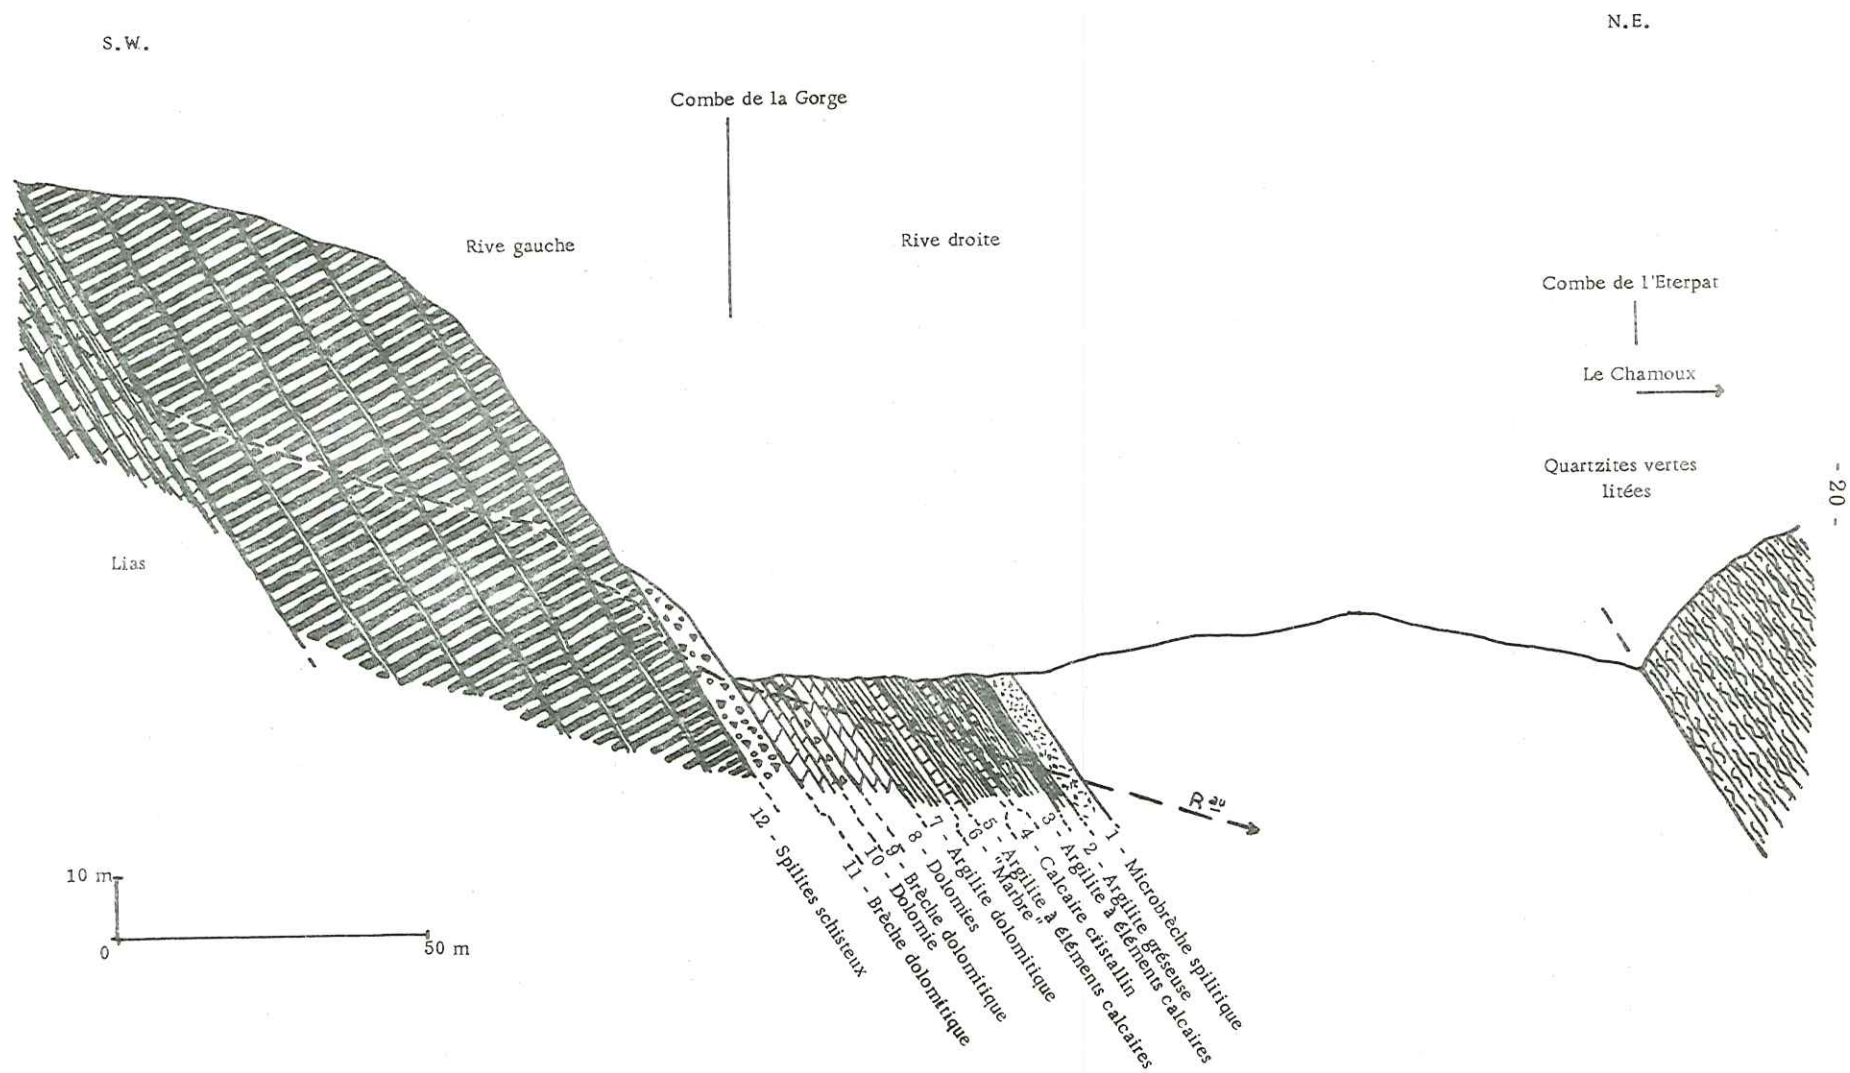 S.W.
N.E.
Combe de la Gorge
Rive gauche
Rive droite
Combe de l'Eterpat
Le Chamoux
Quartzites vertes
litées
- 20 -
Lias
R au
10 m
0
50 m
12 - Spilites schisteux
11 - Brèche dolomitique
10 - Dolomie
9 - Brèche dolomitique
8 - Dolomies
7 - Argilite dolomitique
6 - "Marbre"
5 - Argilite à éléments calcaires
4 - Calcaire cristallin
3 - Argilite à éléments calcaires
2 - Argilite gréseuse
1 - Microbrèche spilitique